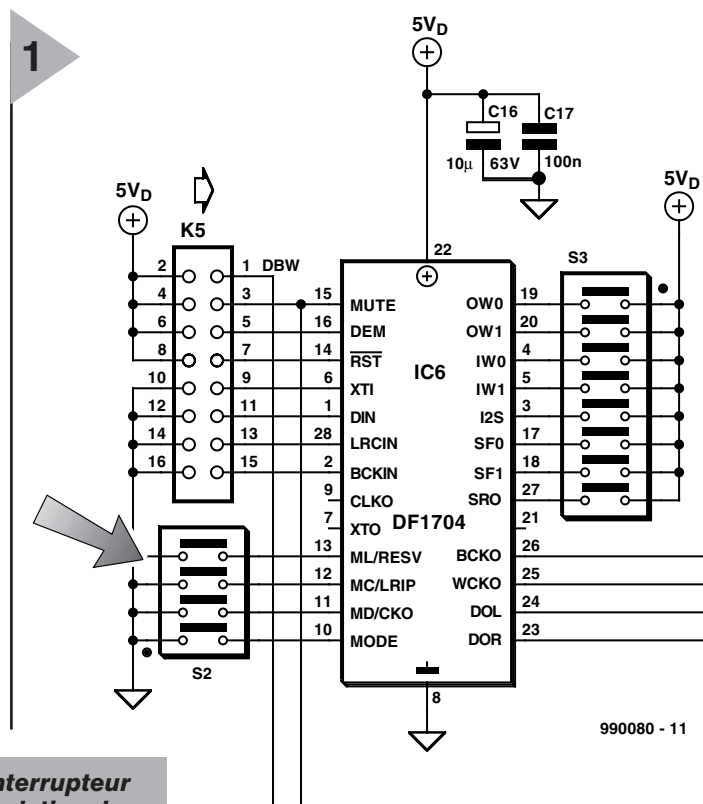 1
5VD
C16
C17
10µ 63V
100n
5VD
K5
5VD
22
S3
2
1 DBW
4
3
15
MUTE
OW0
19
6
5
16
DEM
OW1
20
8
7
14
RST
IW0
4
IC6
10
9
6
XTI
IW1
5
12
11
1
DIN
I2S
3
14
13
28
LRCIN
SF0
17
16
15
2
BCKIN
SF1
18
9
CLKO
SRO
27
7
XTO
DF1704
21
13
ML/RESV
BCKO
26
12
MC/LRIP
WCKO
25
11
MD/CKO
DOL
24
10
MODE
DOR
23
S2
8
990080 - 11
nterrupteur